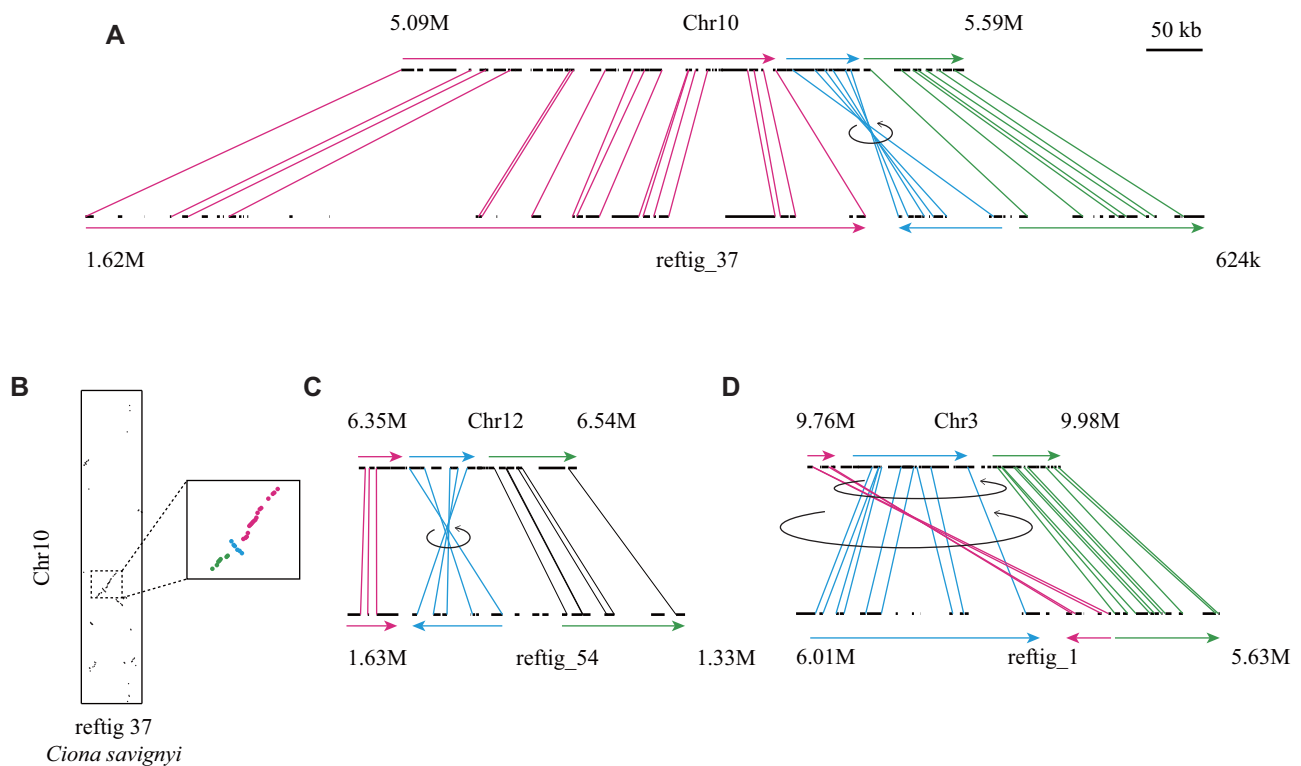 A
5.09M Chr10 5.59M 50 kb
1.62M reftig_37 624k
B
Chr10
reftig 37
Ciona savignyi
C
6.35M Chr12 6.54M
1.63M reftig_54 1.33M
D
9.76M Chr3 9.98M
6.01M reftig_1 5.63M